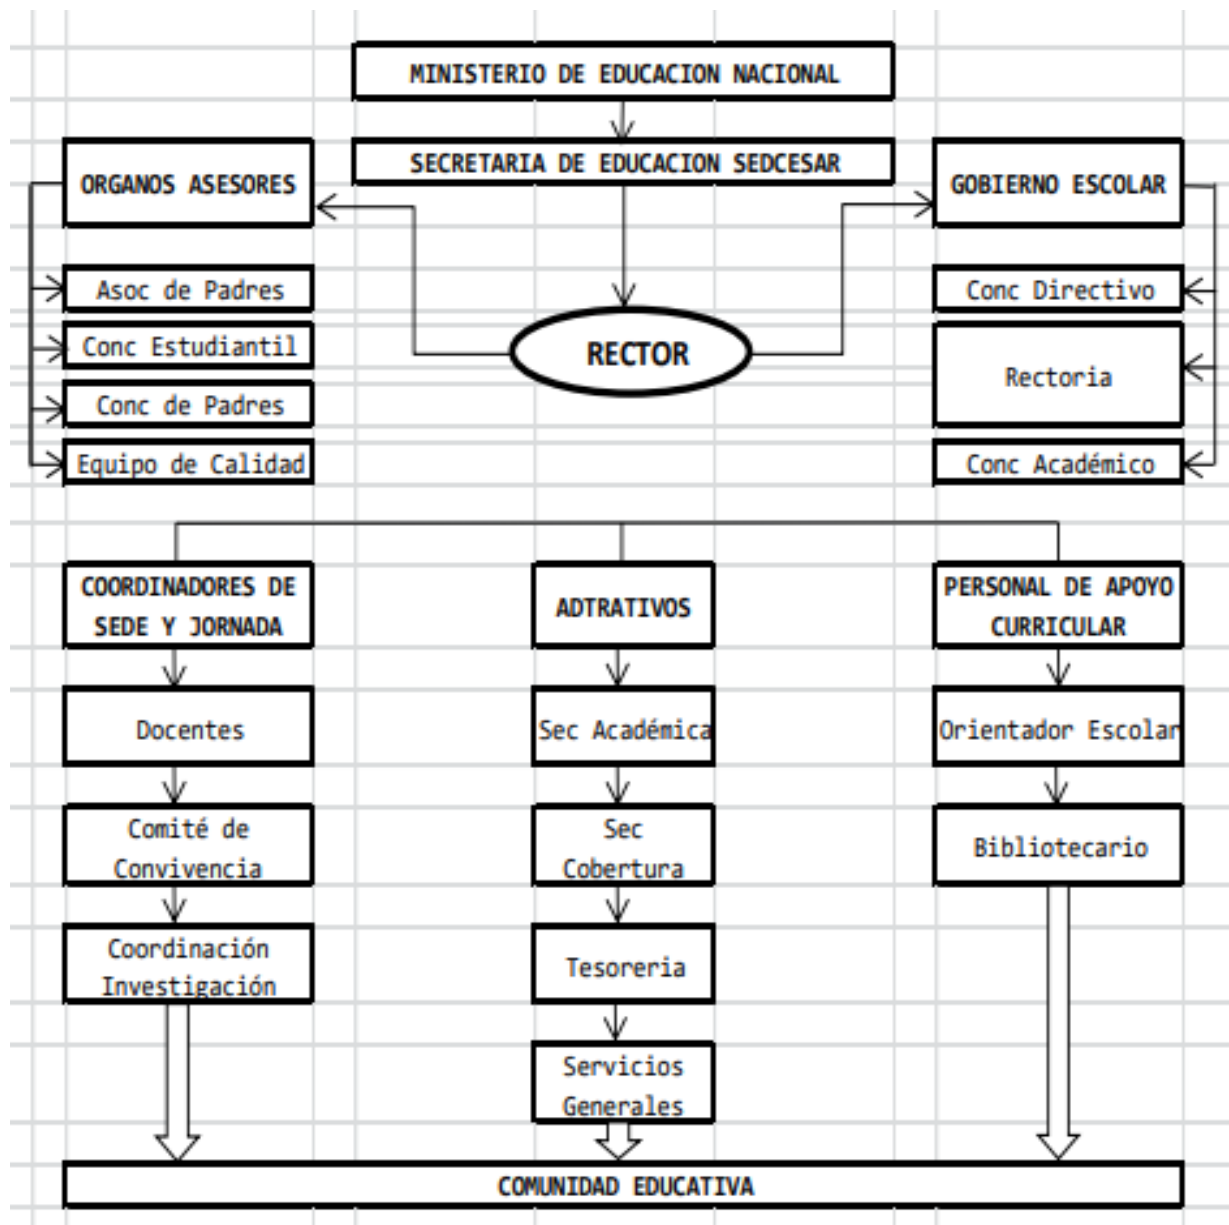 MINISTERIO DE EDUCACION NACIONAL
SECRETARIA DE EDUCACION SEDCESAR
ORGANOS ASESORES
GOBIERNO ESCOLAR
Asoc de Padres
Conc Directivo
Conc Estudiantil
RECTOR
Rectoria
Conc de Padres
Equipo de Calidad
Conc Académico
COORDINADORES DE
SEDE Y JORNADA
ADTRATIVOS
PERSONAL DE APOYO
CURRICULAR
Docentes
Sec Académica
Orientador Escolar
Comité de
Convivencia
Sec
Cobertura
Bibliotecario
Coordinación
Investigación
Tesoreria
Servicios
Generales
COMUNIDAD EDUCATIVA